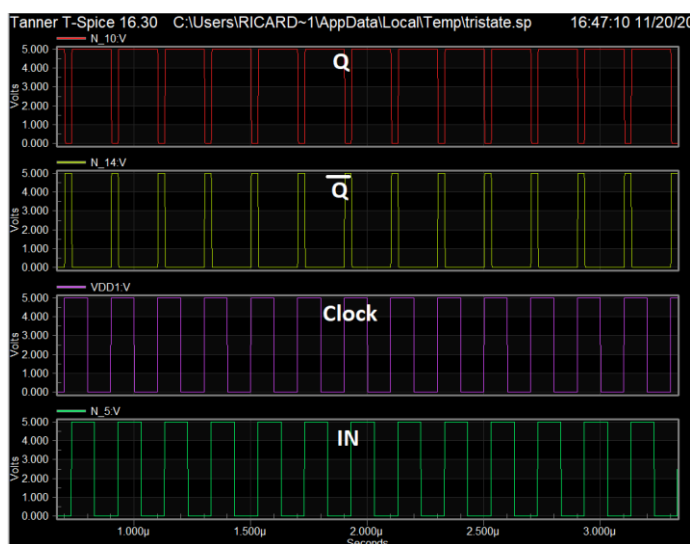 Tanner T-Spice 16.30 C:\Users\RICARD~1\AppData\Local\Temp\tristate.sp 16:47:10 11/20/20
N_10:V
5.000
4.000
3.000
2.000
1.000
0.000
Volts
Q
N_14:V
5.000
4.000
3.000
2.000
1.000
0.000
Volts
Q
VDD1:V
5.000
4.000
3.000
2.000
1.000
0.000
Volts
Clock
N_5:V
5.000
4.000
3.000
2.000
1.000
0.000
Volts
IN
1.000μ 1.500μ 2.000μ 2.500μ 3.000μ
Seconds